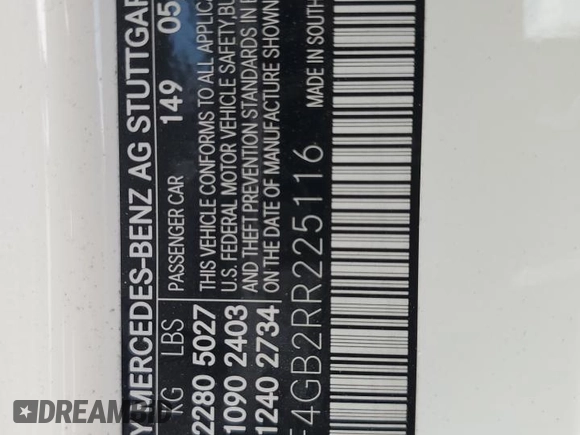 Y MERCEDES-BENZ AG STUTTGAR
149 05
KG LBS PASSENGER CAR
2280 5027 THIS VEHICLE CONFORMS TO ALL APPLICA
1090 2403 U.S. FEDERAL MOTOR VEHICLE SAFETY, BU
1240 2734 AND THEFT PREVENTION STANDARDS IN E
ON THE DATE OF MANUFACTURE SHOWN
4GB2RR225116 MADE IN SOUTH
DREAMBID